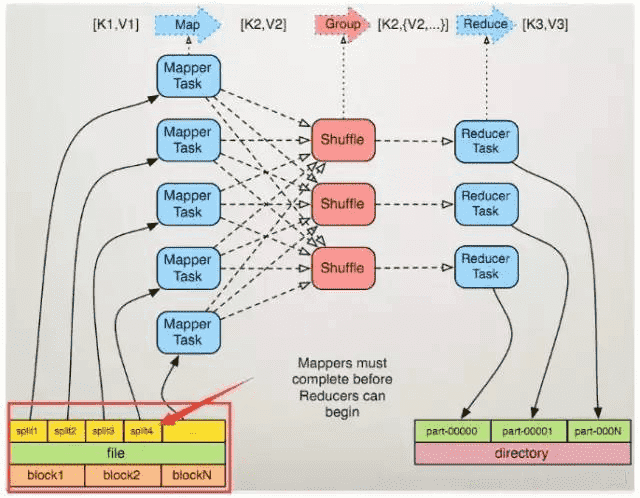 [K1,V1]
Map
[K2,V2]
Group
[K2,{V2,...}]
Reduce
[K3,V3]
Mapper
Task
Mapper
Task
Mapper
Task
Mapper
Task
Mapper
Task
Shuffle
Shuffle
Shuffle
Reducer
Task
Reducer
Task
Reducer
Task
Mappers must
complete before
Reducers can
begin
split1 split2 split3 split4 ...
file
block1 block2 blockN
part-00000 part-00001 part-000N
directory